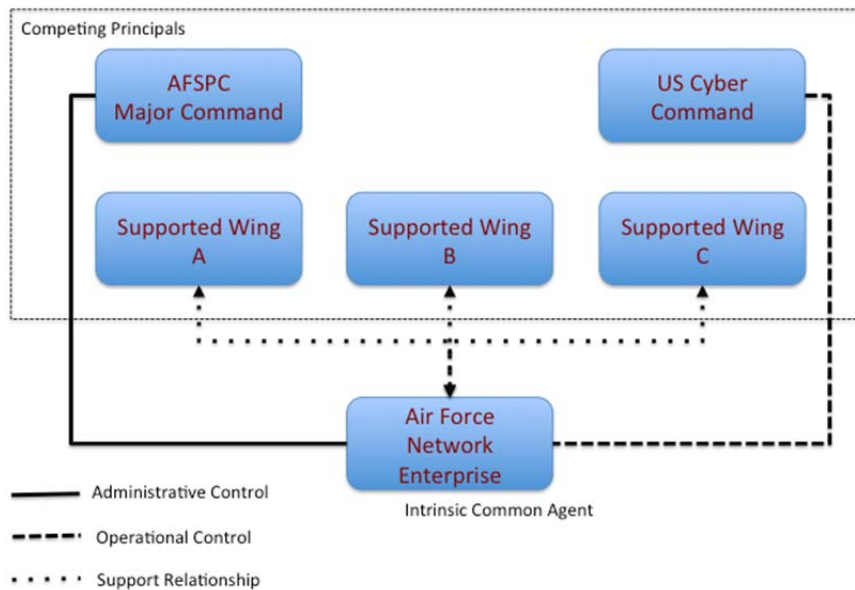 Competing Principals
AFSPC
Major Command
US Cyber
Command
Supported Wing
A
Supported Wing
B
Supported Wing
C
Air Force
Network
Enterprise
Intrinsic Common Agent
Administrative Control
Operational Control
Support Relationship